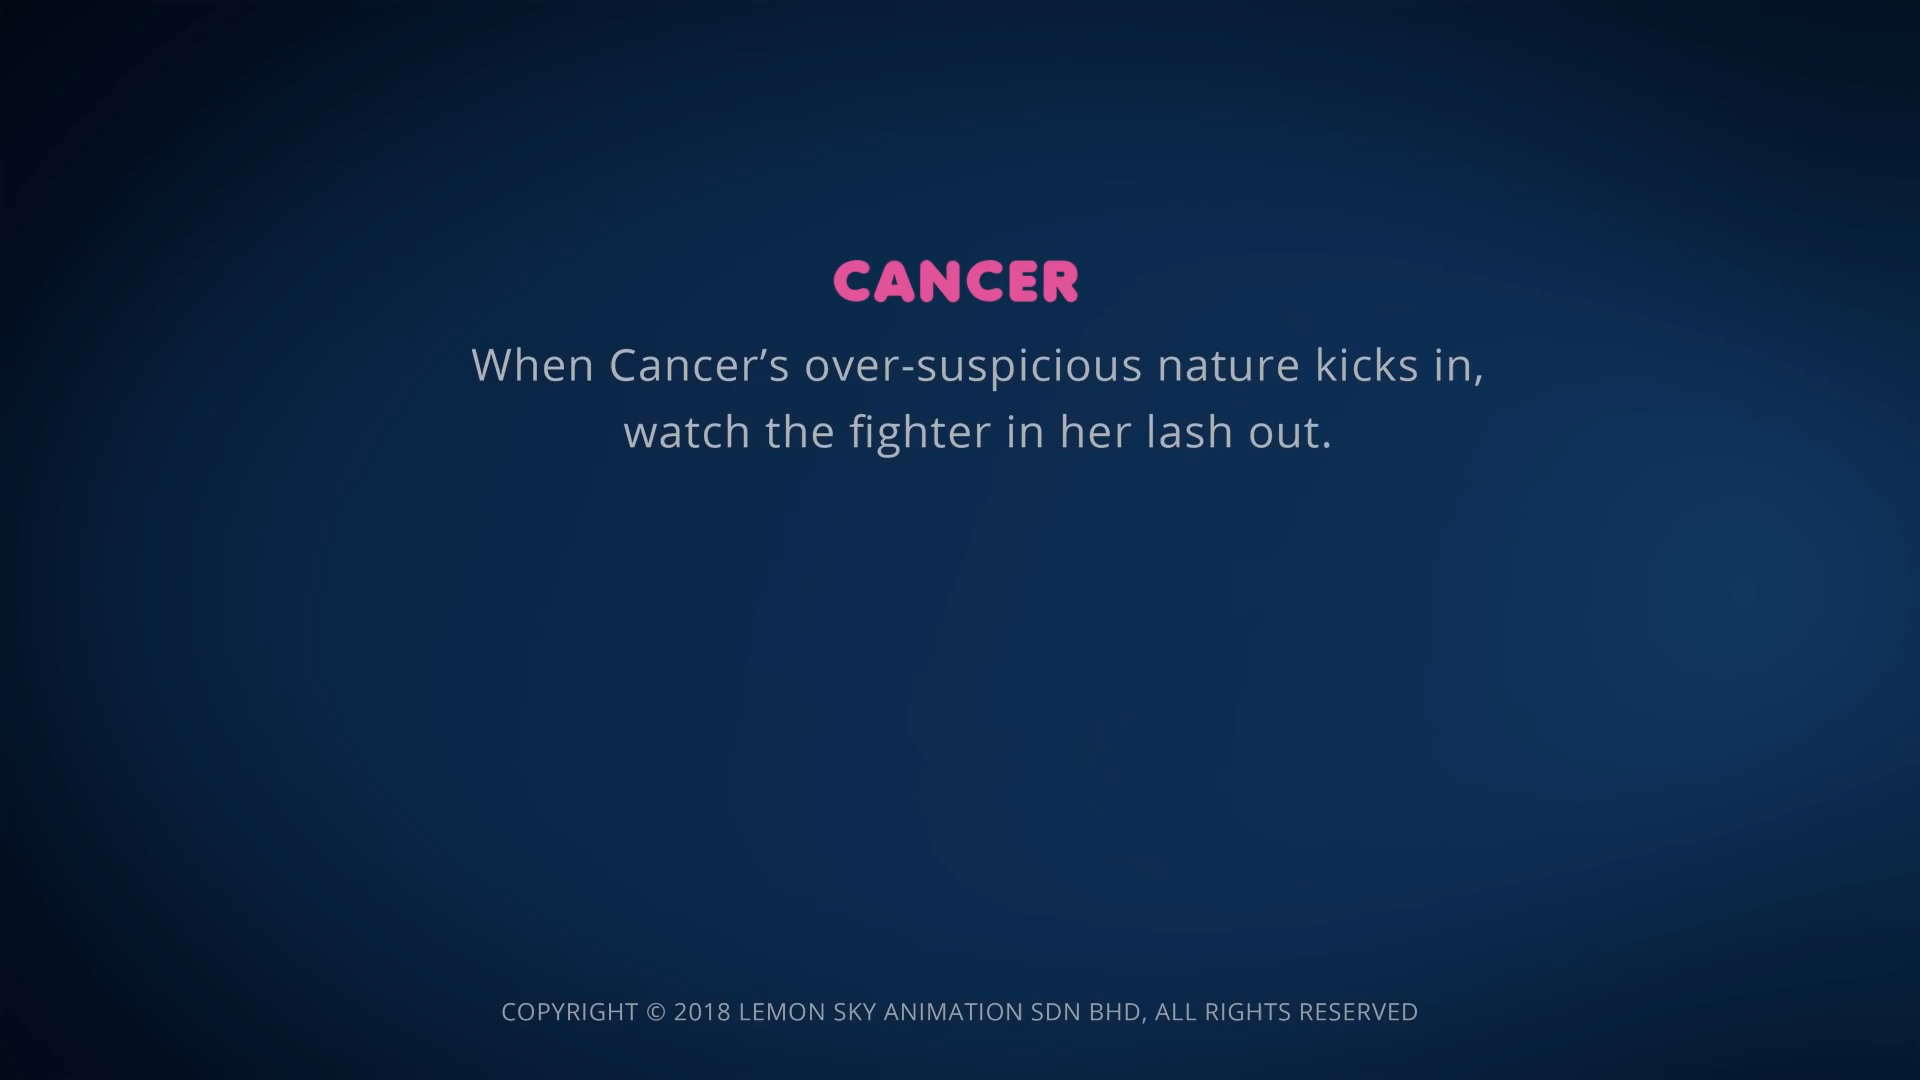 CANCER
When Cancer’s over-suspicious nature kicks in,
watch the fighter in her lash out.
COPYRIGHT © 2018 LEMON SKY ANIMATION SDN BHD, ALL RIGHTS RESERVED